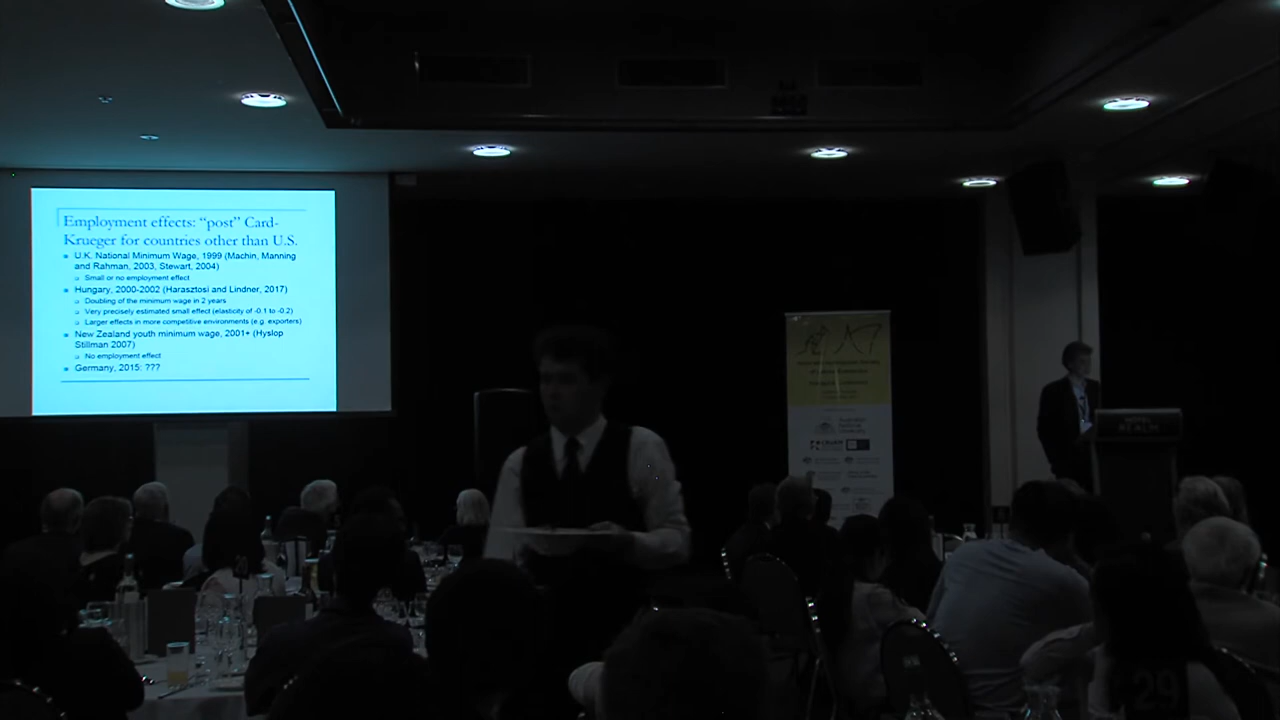 Employment effects: “post” Card-
Krueger for countries other than U.S.
U.K. National Minimum Wage, 1999 (Machin, Manning
and Rahman, 2003, Stewart, 2004)
Small or no employment effect
Hungary, 2000-2002 (Harasztosi and Lindner, 2017)
Doubling of the minimum wage in 2 years
Very precisely estimated small effect (elasticity of -0.1 to -0.2)
Larger effects in more competitive environments (e.g. exporters)
New Zealand youth minimum wage, 2001+ (Hyslop
Stillman 2007)
No employment effect
Germany, 2015: ???
REALM
29